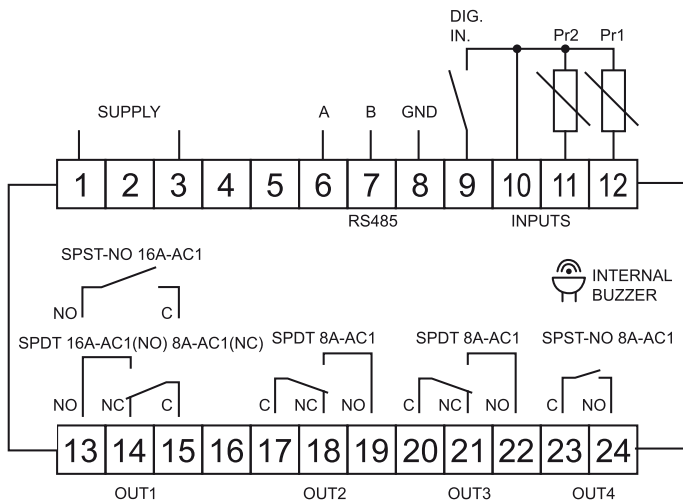 DIG.
IN.
Pr2 Pr1
SUPPLY A B GND
1 2 3 4 5 6 7 8 9 10 11 12
RS485 INPUTS
SPST-NO 16A-AC1
INTERNAL
BUZZER
NO C
SPDT 16A-AC1(NO) 8A-AC1(NC) SPDT 8A-AC1 SPDT 8A-AC1 SPST-NO 8A-AC1
NO NC C C NC NO C NC NO C NO
13 14 15 16 17 18 19 20 21 22 23 24
OUT1 OUT2 OUT3 OUT4